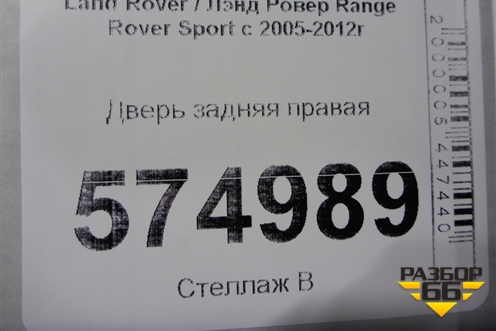 Land Rover / Лэнд Ровер Range
Rover Sport с 2005-2012г
Дверь задняя правая
574989
Стеллаж В
2000005447440
РАЗБОР
66